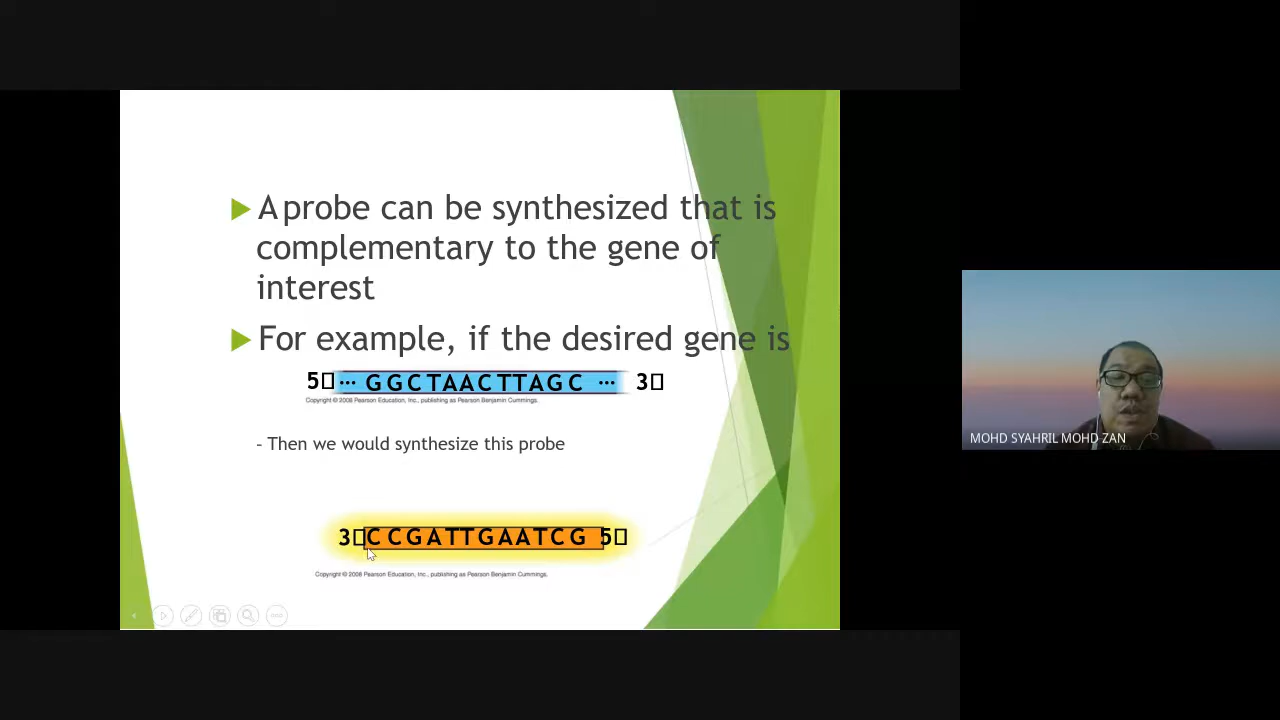 A probe can be synthesized that is
complementary to the gene of
interest
For example, if the desired gene is
5□ ... GGCTAACTTAGC ... 3□
Copyright © 2008 Pearson Education, Inc., publishing as Pearson Benjamin Cummings.
– Then we would synthesize this probe
3□CCGATTGAATCG 5□
Copyright © 2008 Pearson Education, Inc., publishing as Pearson Benjamin Cummings.
MOHD SYAHRIL MOHD ZAN